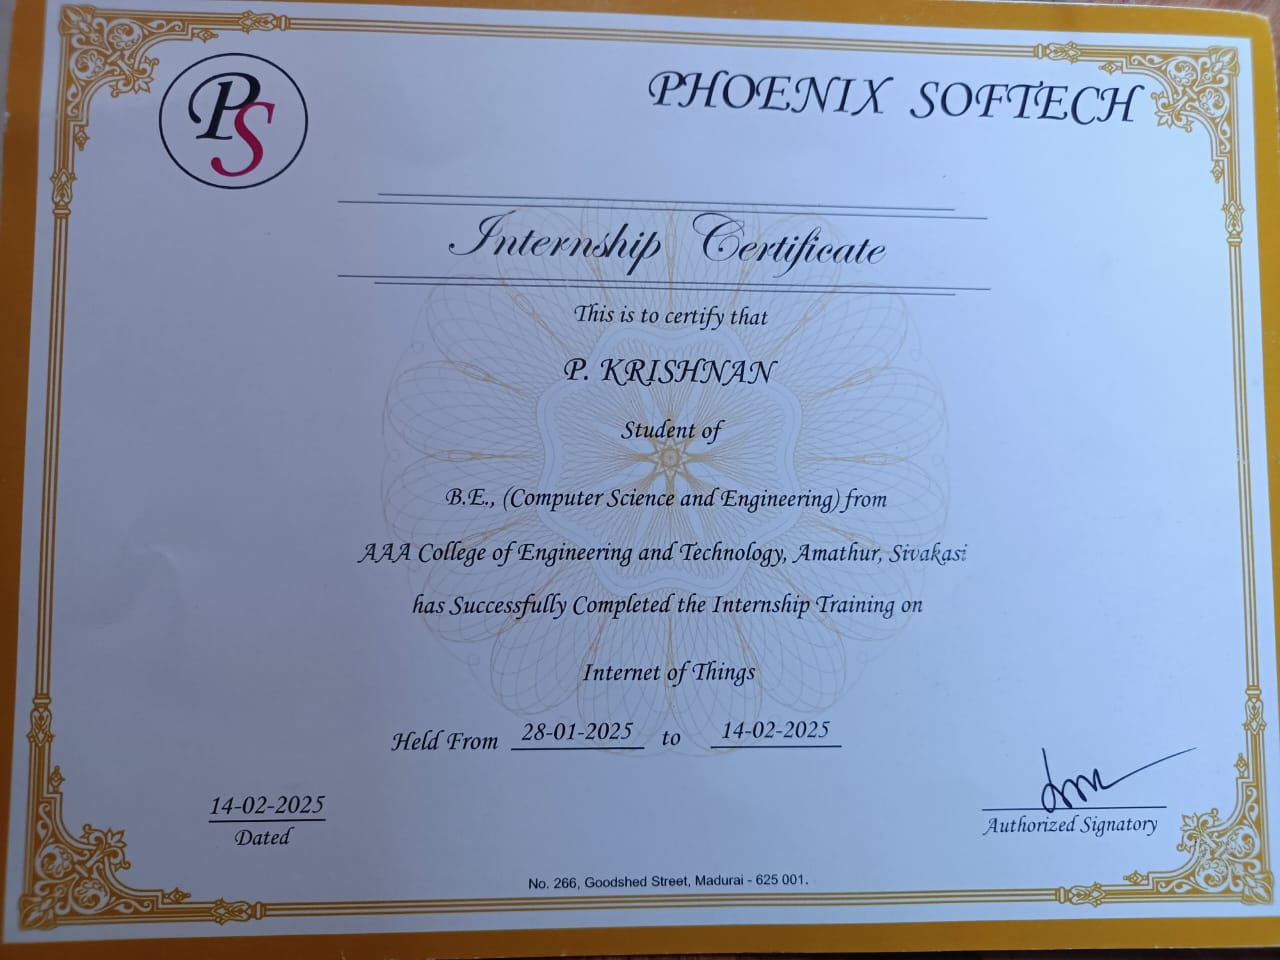 PS
PHOENIX SOFTECH
Internship Certificate
This is to certify that
P. KRISHNAN
Student of
B.E., (Computer Science and Engineering) from
AAA College of Engineering and Technology, Amathur, Sivakasi
has Successfully Completed the Internship Training on
Internet of Things
Held From 28-01-2025 to 14-02-2025
14-02-2025
Dated
Authorized Signatory
No. 266, Goodshed Street, Madurai - 625 001.